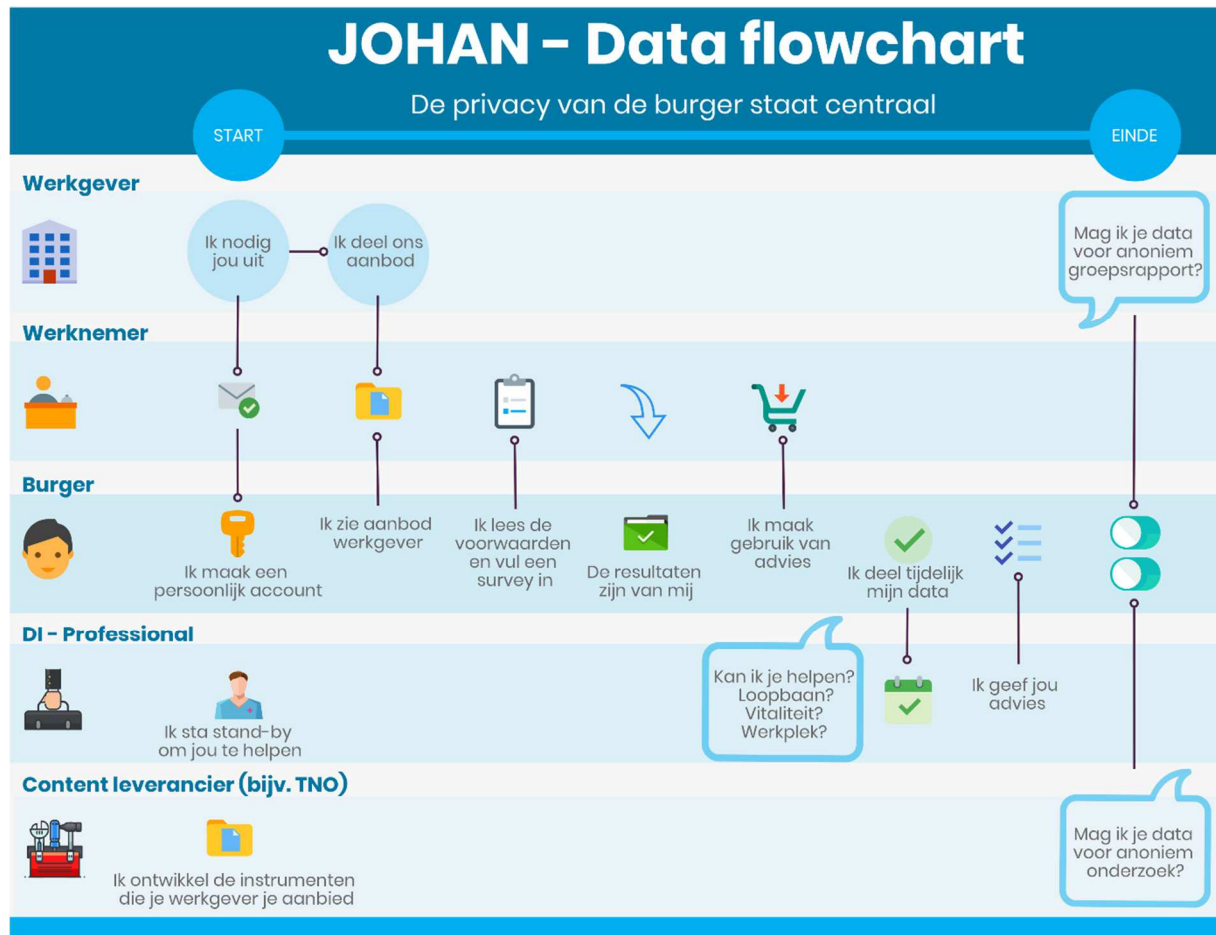 JOHAN - Data flowchart
De privacy van de burger staat centraal
START
EINDE
Werkgever
Ik nodig
jou uit
Ik deel ons
aanbod
Mag ik je data
voor anoniem
groepsrapport?
Werknemer
Burger
Ik maak een
persoonlijk account
Ik zie aanbod
werkgever
Ik lees de
voorwaarden
en vul een
survey in
De resultaten
zijn van mij
Ik maak
gebruik van
advies
Ik deel tijdelijk
mijn data
DI - Professional
Ik sta stand-by
om jou te helpen
Kan ik je helpen?
Loopbaan?
Vitaliteit?
Werkplek?
Ik geef jou
advies
Content leverancier (bijv. TNO)
Ik ontwikkel de instrumenten
die je werkgever je aanbied
Mag ik je data
voor anoniem
onderzoek?